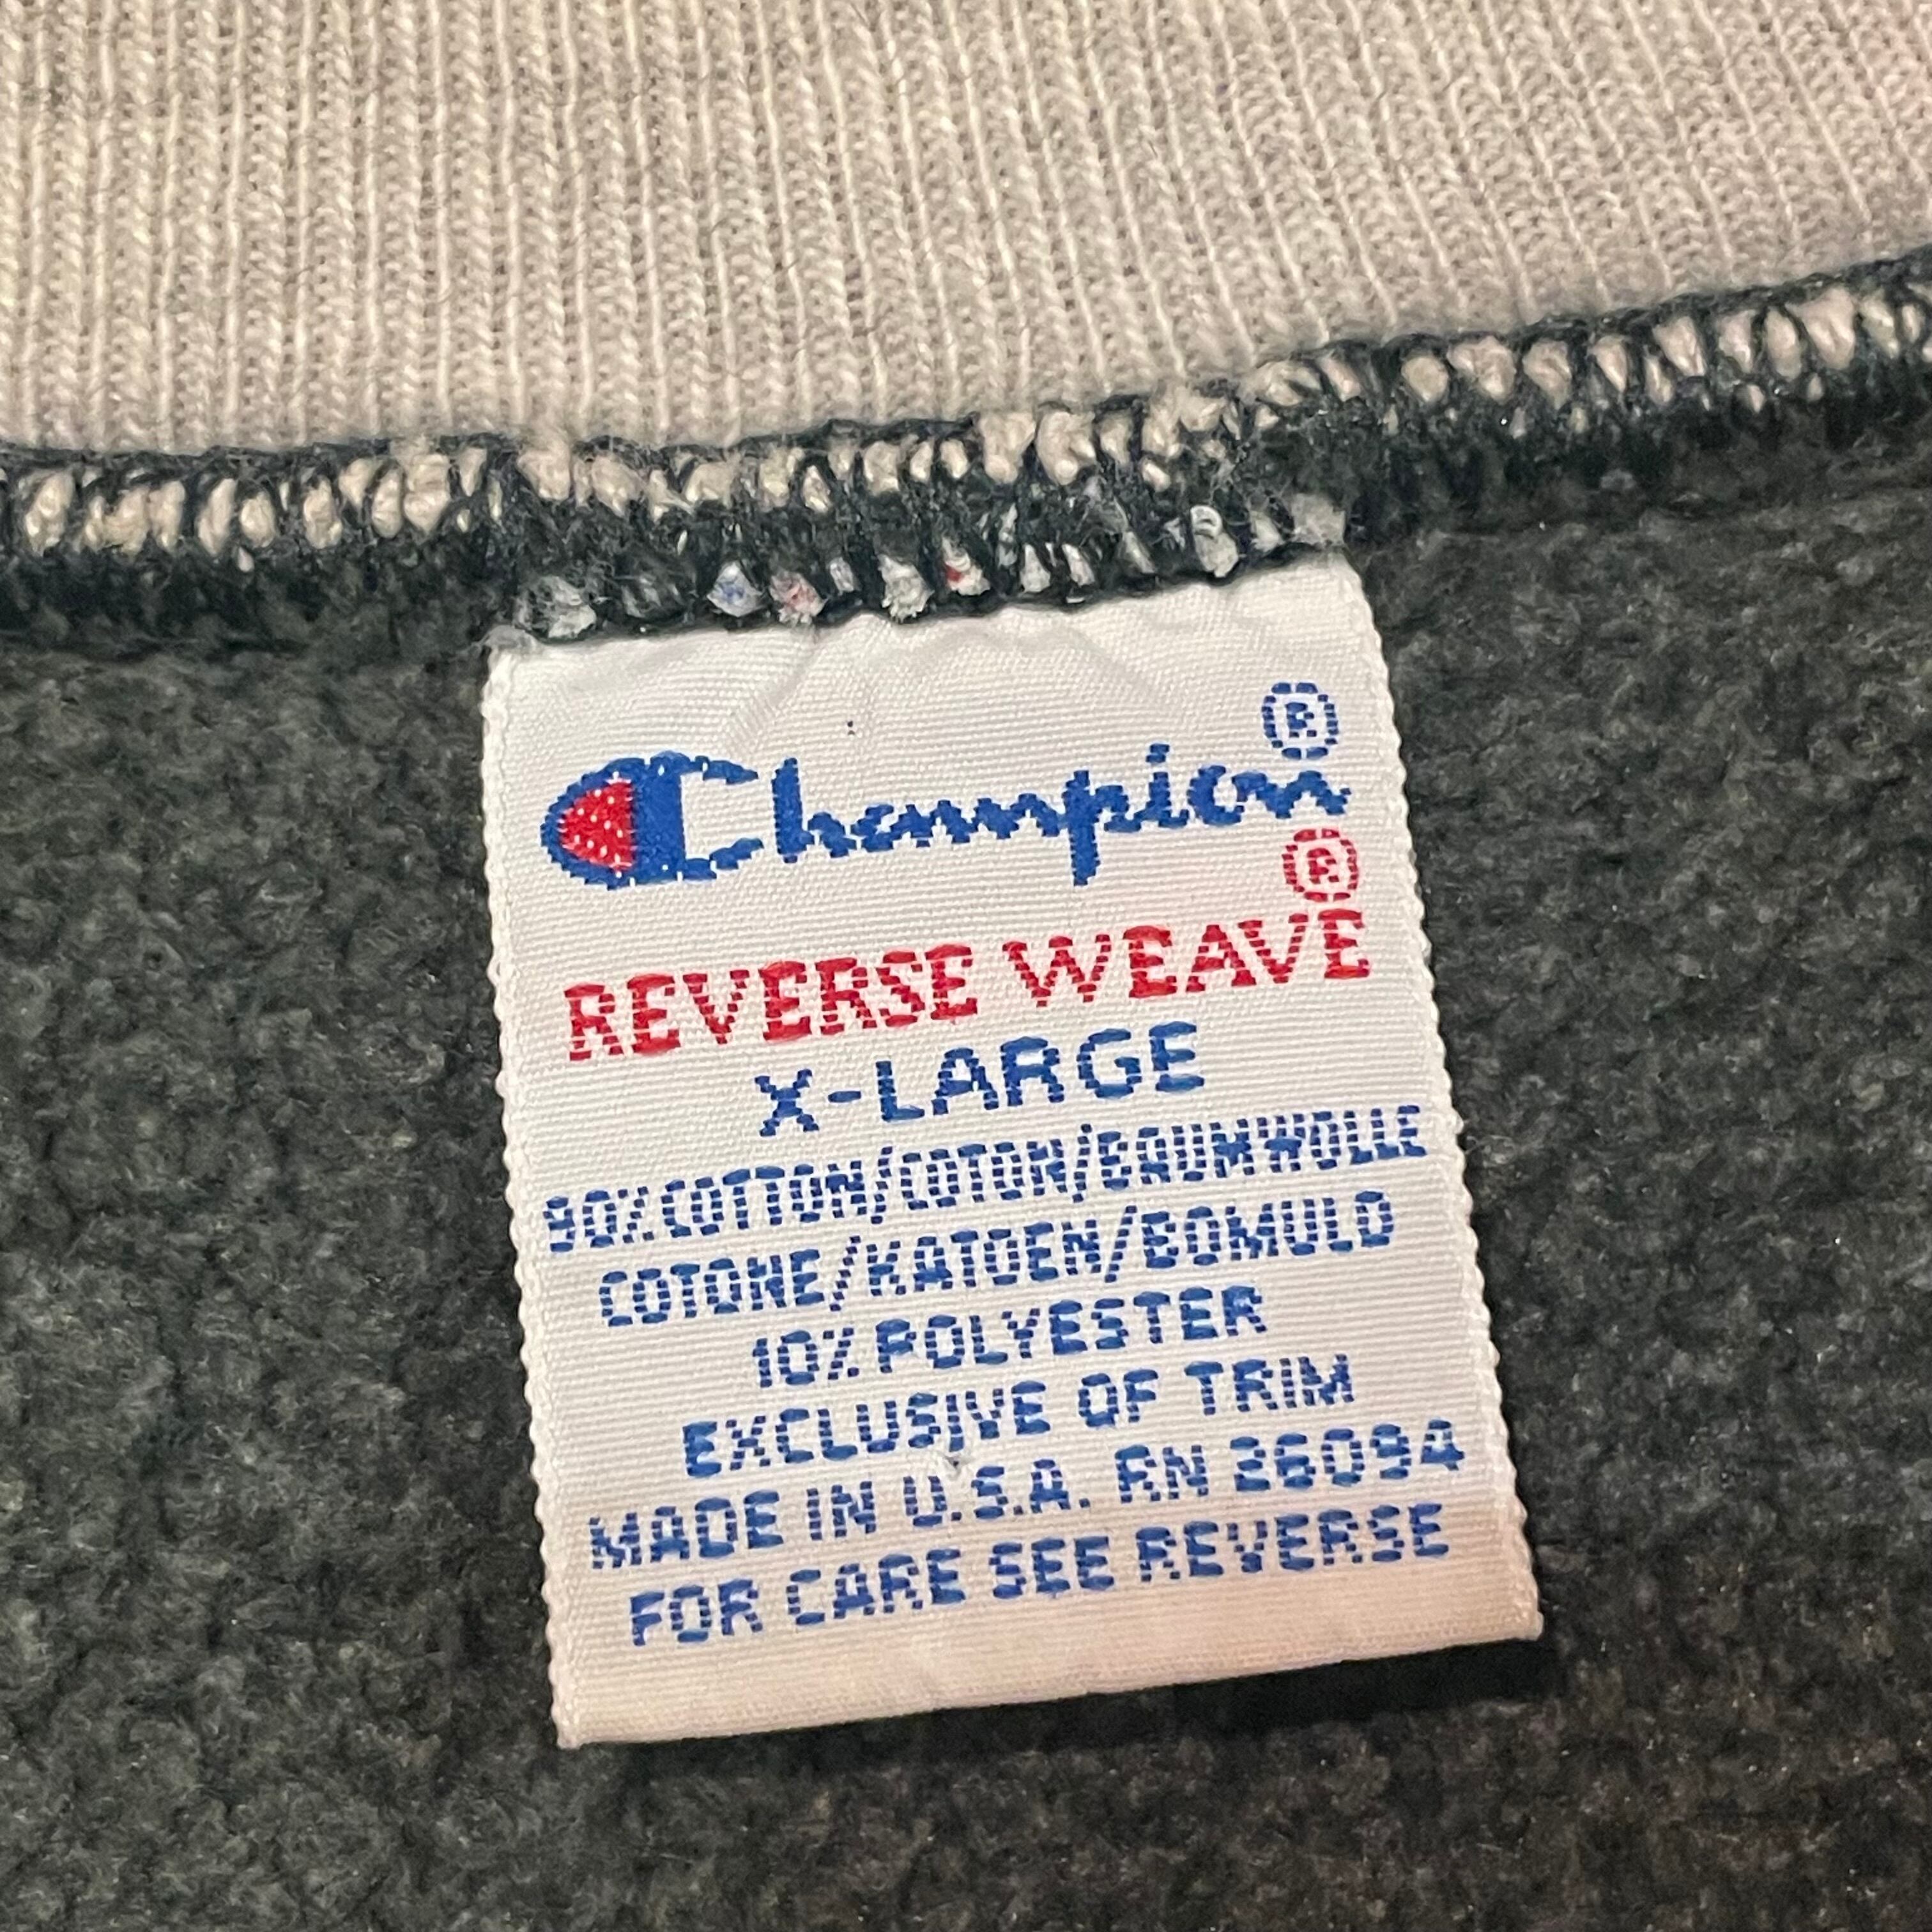 Champion®
REVERSE WEAVE®
X-LARGE
90% COTTON/COTON/BAUMWOLLE
COTONE/KATOEN/BOMULD
10% POLYESTER
EXCLUSIVE OF TRIM
MADE IN U.S.A. RN 26094
FOR CARE SEE REVERSE